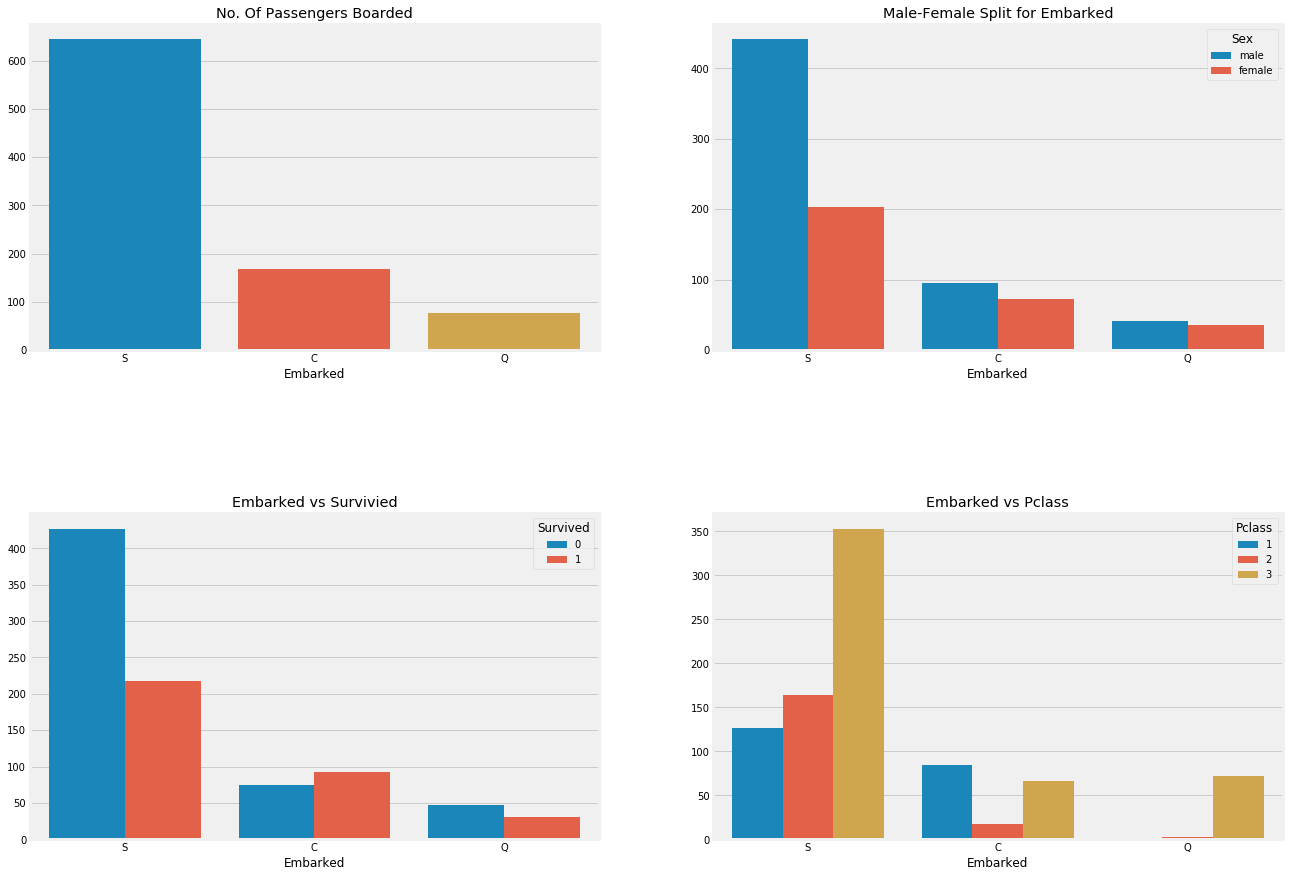 No. Of Passengers Boarded
600
500
400
300
200
100
0
S C Q
Embarked
Male-Female Split for Embarked
Sex
male
female
400
300
200
100
0
S C Q
Embarked
Embarked vs Survivied
Survived
0
1
400
350
300
250
200
150
100
50
0
S C Q
Embarked
Embarked vs Pclass
Pclass
1
2
3
350
300
250
200
150
100
50
0
S C Q
Embarked